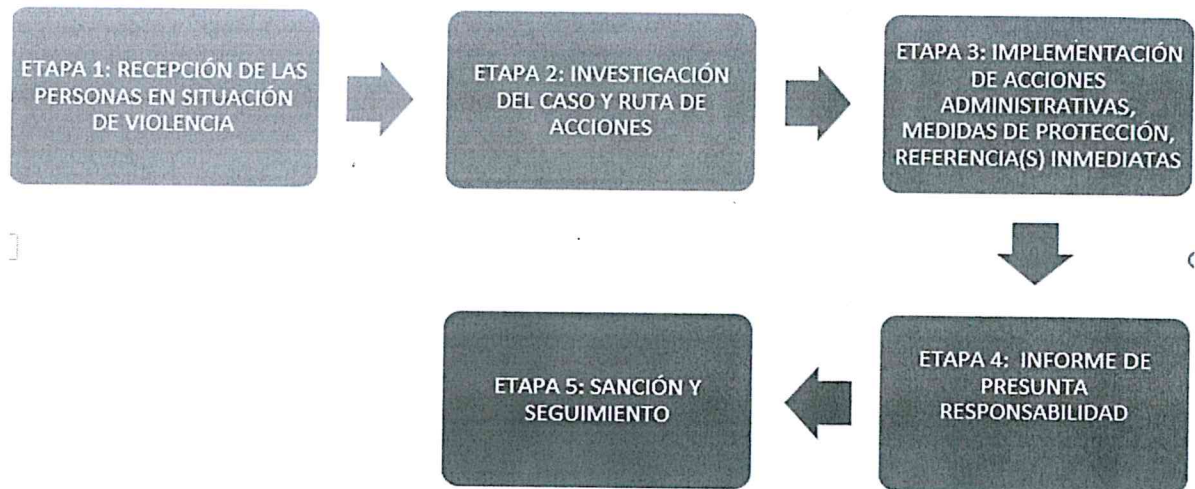 ETAPA 1: RECEPCIÓN DE LAS
PERSONAS EN SITUACIÓN
DE VIOLENCIA
ETAPA 2: INVESTIGACIÓN
DEL CASO Y RUTA DE
ACCIONES
ETAPA 3: IMPLEMENTACIÓN
DE ACCIONES
ADMINISTRATIVAS,
MEDIDAS DE PROTECCIÓN,
REFERENCIA(S) INMEDIATAS
ETAPA 4: INFORME DE
PRESUNTA
RESPONSABILIDAD
ETAPA 5: SANCIÓN Y
SEGUIMIENTO